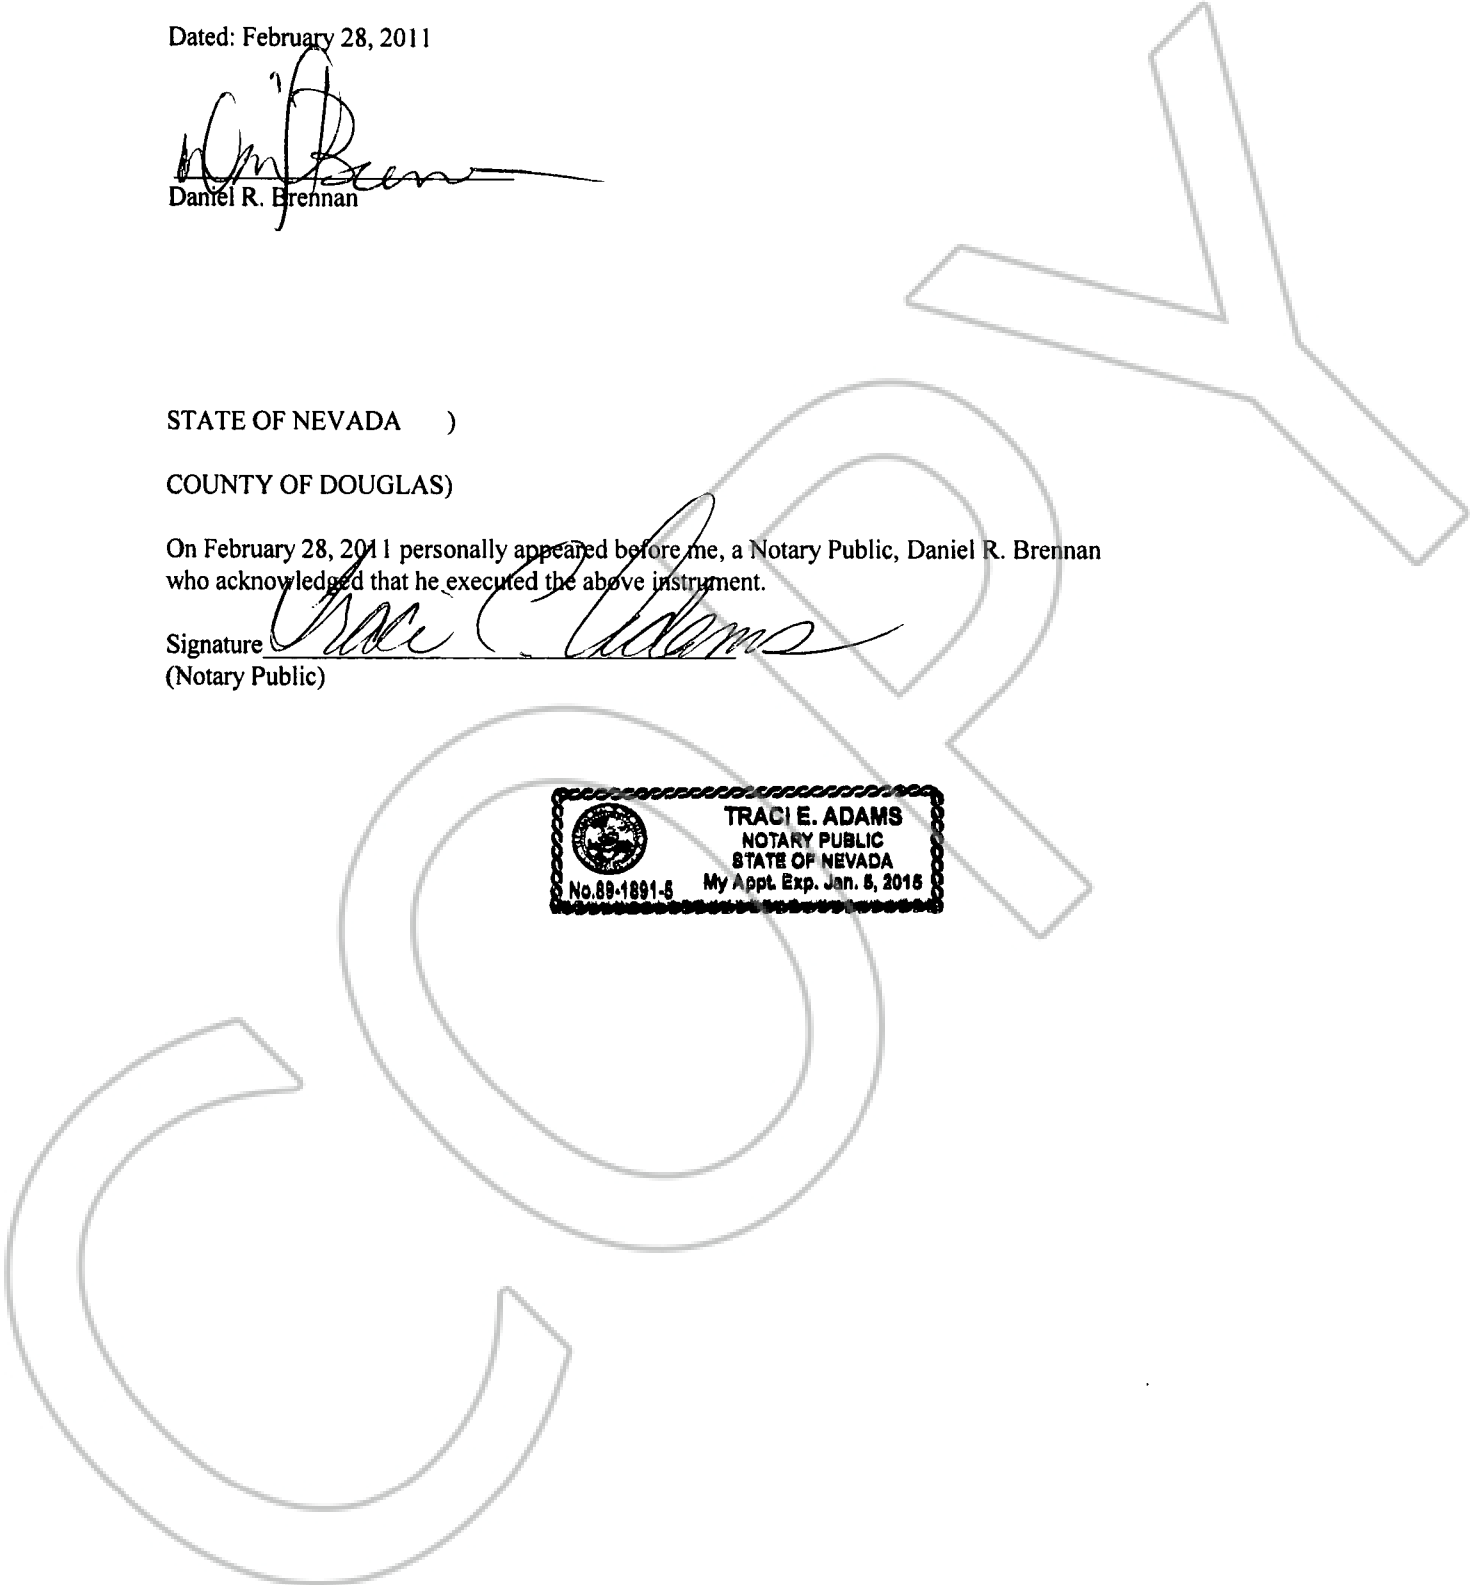 Dated: February 28, 2011
Daniel R. Brennan
STATE OF NEVADA )
COUNTY OF DOUGLAS)
On February 28, 2011 personally appeared before me, a Notary Public, Daniel R. Brennan
who acknowledged that he executed the above instrument.
Signature Traci E. Adams
(Notary Public)
TRACI E. ADAMS
NOTARY PUBLIC
STATE OF NEVADA
No.89-1891-5 My Appt. Exp. Jan. 5, 2015
COPY